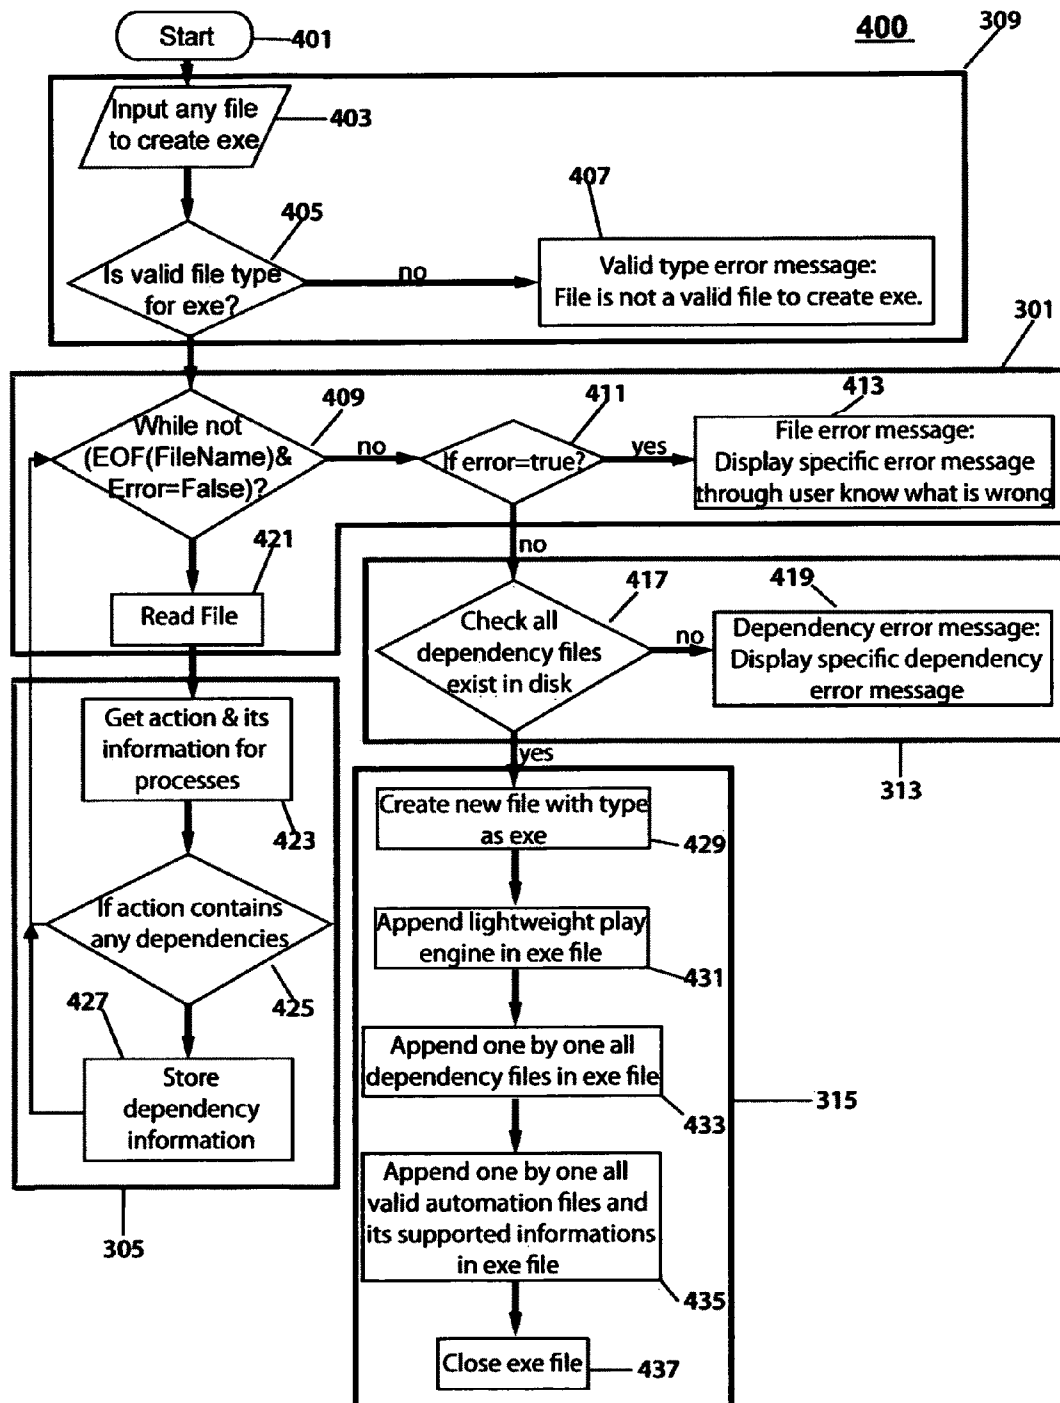 Start
401
400
309
Input any file
to create exe
403
407
405
Is valid file type
for exe?
no
Valid type error message:
File is not a valid file to create exe.
301
409
While not
(EOF(FileName)&
Error=False)?
no
411
If error=true?
yes
413
File error message:
Display specific error message
through user know what is wrong
421
Read File
no
417
Check all
dependency files
exist in disk
no
419
Dependency error message:
Display specific dependency
error message
yes
313
Get action & its
information for
processes
423
If action contains
any dependencies
425
427
Store
dependency
information
305
Create new file with type
as exe
429
Append lightweight play
engine in exe file
431
Append one by one all
dependency files in exe file
433
315
Append one by one all
valid automation files and
its supported informations
in exe file
435
Close exe file
437